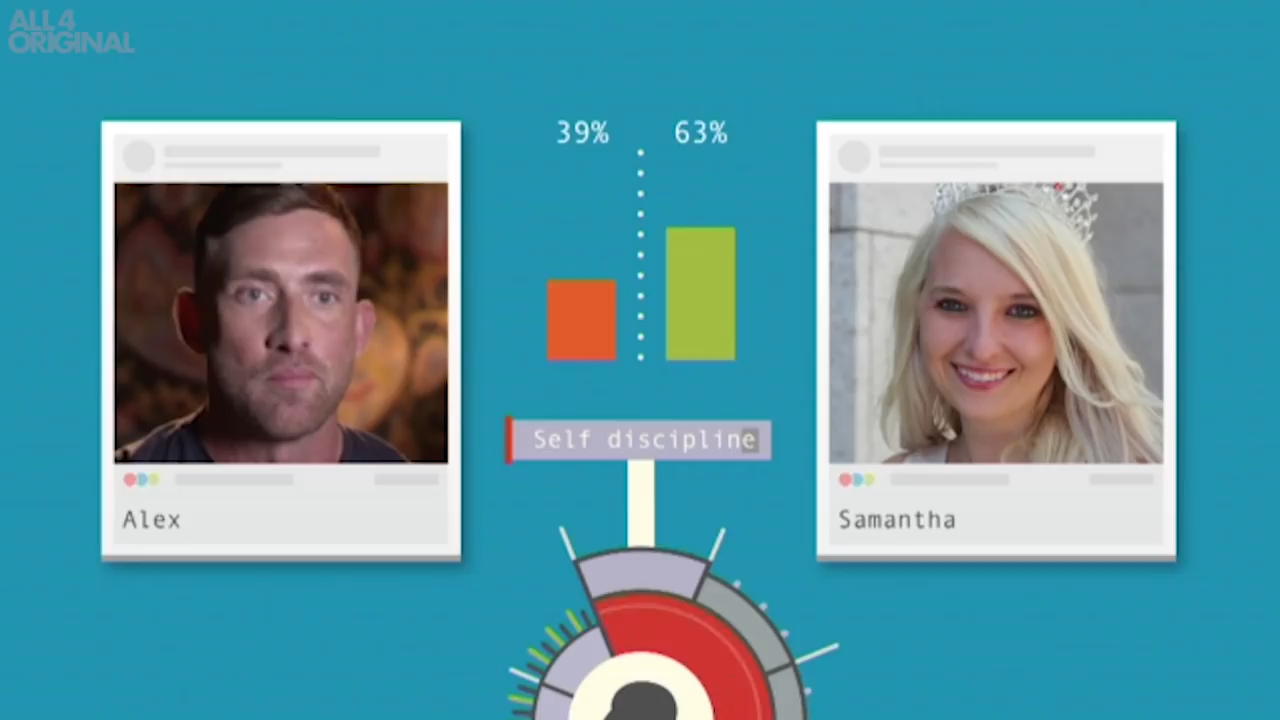 ALL 4
ORIGINAL
39% 63%
Self discipline
Alex
Samantha